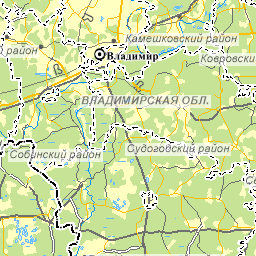 Камешковский район
й район
Владимир
Ковровски
ВЛАДИМИРСКАЯ ОБЛ.
Судогодский район
Собинский район